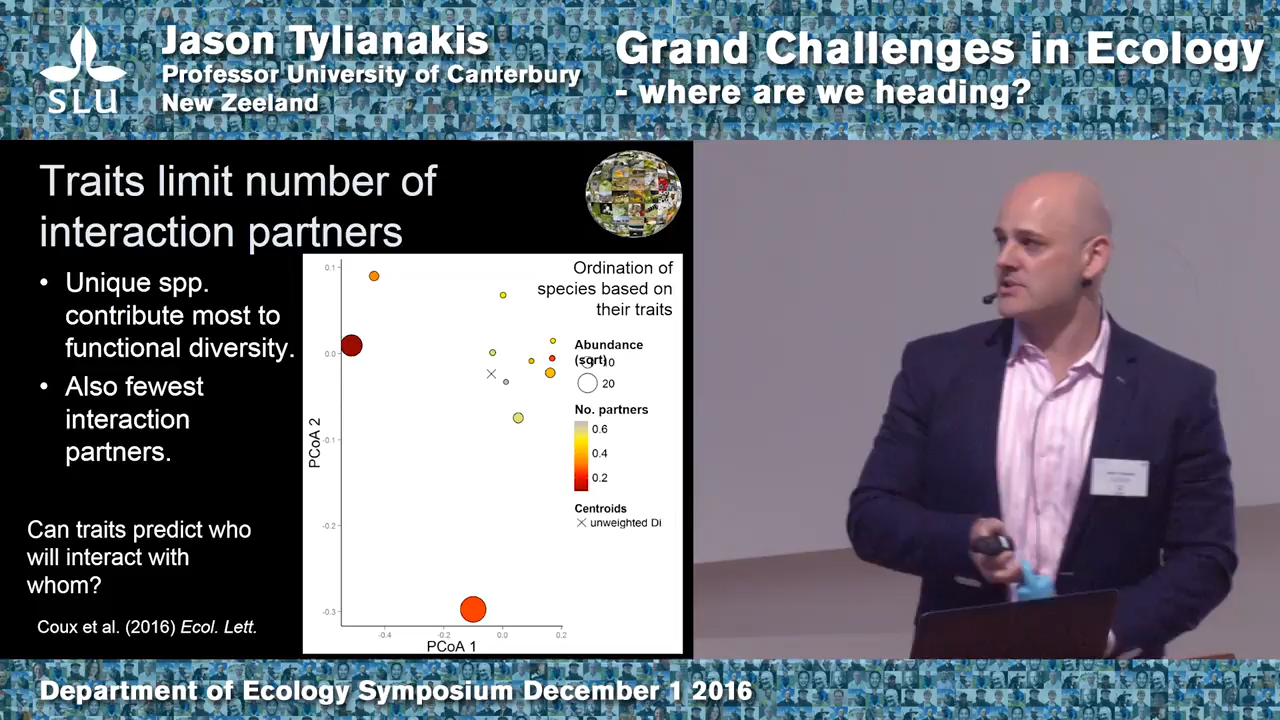 SLU
Jason Tylianakis
Professor University of Canterbury
New Zeeland
Grand Challenges in Ecology
- where are we heading?
Traits limit number of
interaction partners
• Unique spp.
contribute most to
functional diversity.
• Also fewest
interaction
partners.
Can traits predict who
will interact with
whom?
Coux et al. (2016) Ecol. Lett.
Ordination of
species based on
their traits
Abundance
(sqrt)
10
20
No. partners
0.6
0.4
0.2
Centroids
unweighted Di
PCoA 2
0.1
0.0
-0.1
-0.2
-0.3
-0.4
-0.2
0.0
0.2
PCoA 1
Department of Ecology Symposium December 1 2016